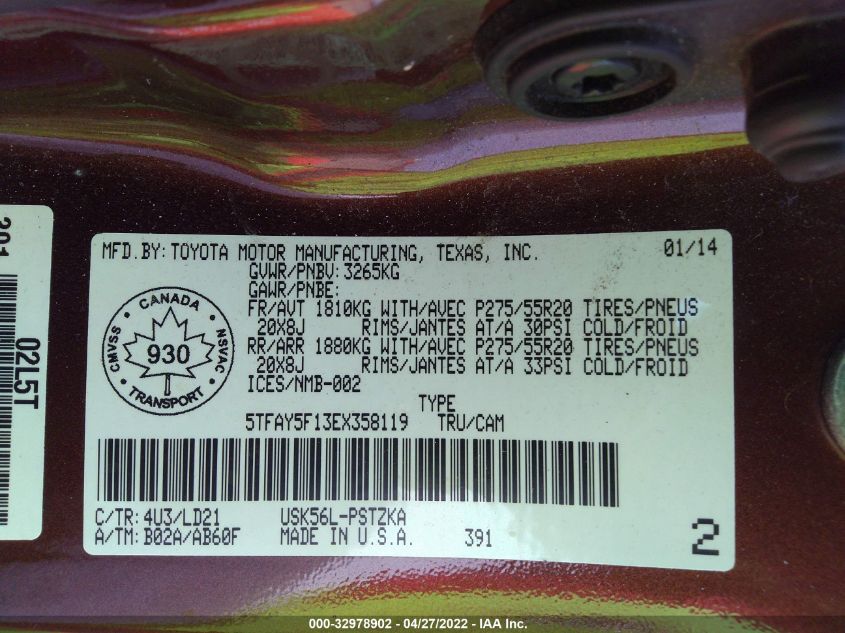 MFD.BY: TOYOTA MOTOR MANUFACTURING, TEXAS, INC. 01/14
GVWR/PNBV: 3265KG
GAWR/PNBE:
FR/AVT 1810KG WITH/AVEC P275/55R20 TIRES/PNEUS
20X8J RIMS/JANTES AT/A 30PSI COLD/FROID
RR/ARR 1880KG WITH/AVEC P275/55R20 TIRES/PNEUS
20X8J RIMS/JANTES AT/A 33PSI COLD/FROID
ICES/NMB-002
CANADA
CMVSS 930 NSVAC
TRANSPORT
TYPE
5TFAY5F13EX358119 TRU/CAM
C/TR: 4U3/LD21 USK56L-PSTZKA
A/TM: B02A/AB60F MADE IN U.S.A. 391
2
02L5T
000-32978902 - 04/27/2022 - IAA Inc.